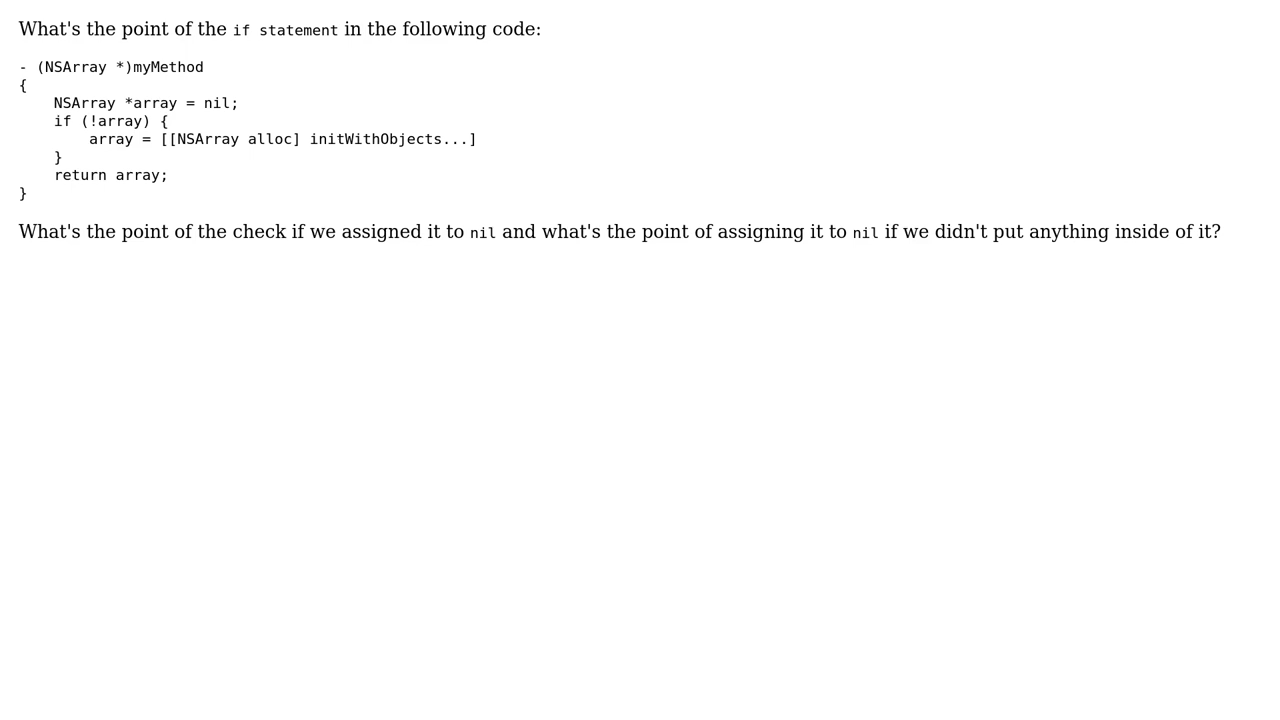 What's the point of the if statement in the following code:
- (NSArray *)myMethod
{
    NSArray *array = nil;
    if (!array) {
        array = [[NSArray alloc] initWithObjects...]
    }
    return array;
}
What's the point of the check if we assigned it to nil and what's the point of assigning it to nil if we didn't put anything inside of it?